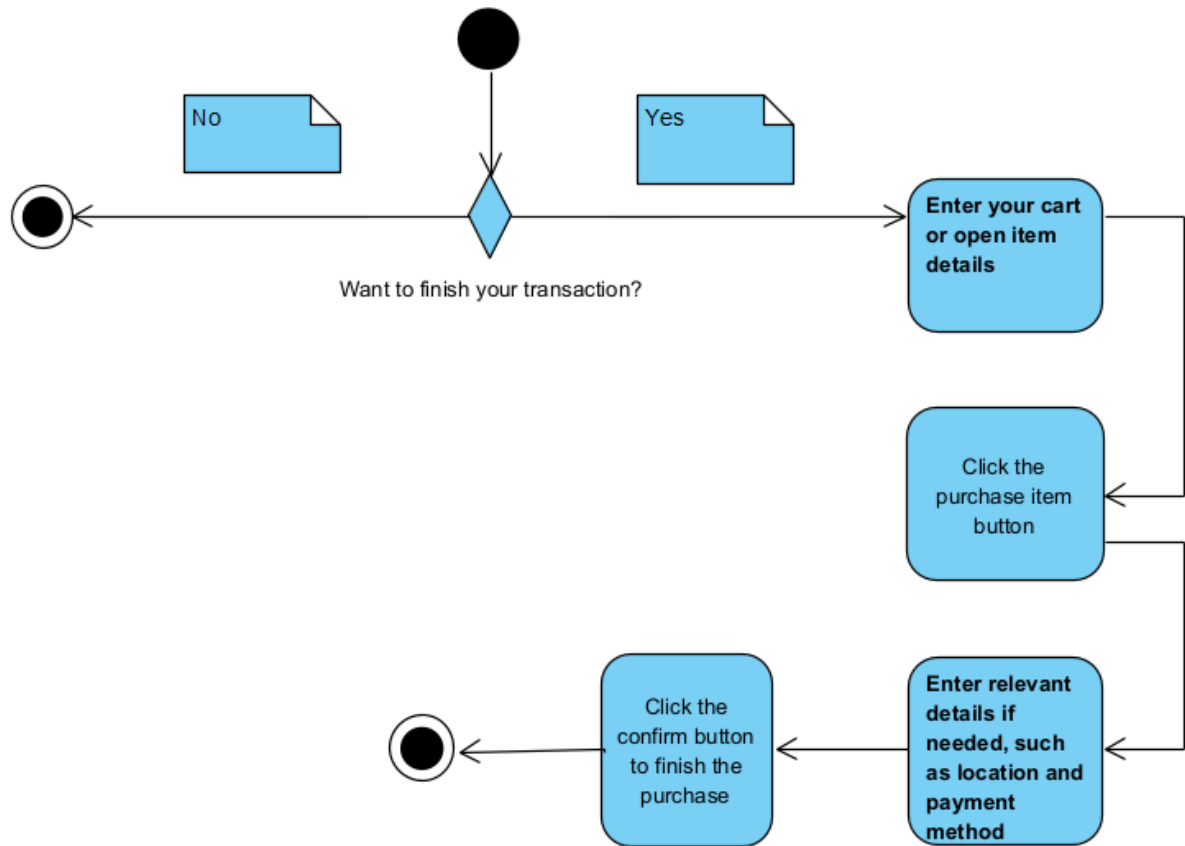 No
Yes
Enter your cart
or open item
details
Want to finish your transaction?
Click the
purchase item
button
Enter relevant
details if
needed, such
as location and
payment
method
Click the
confirm button
to finish the
purchase